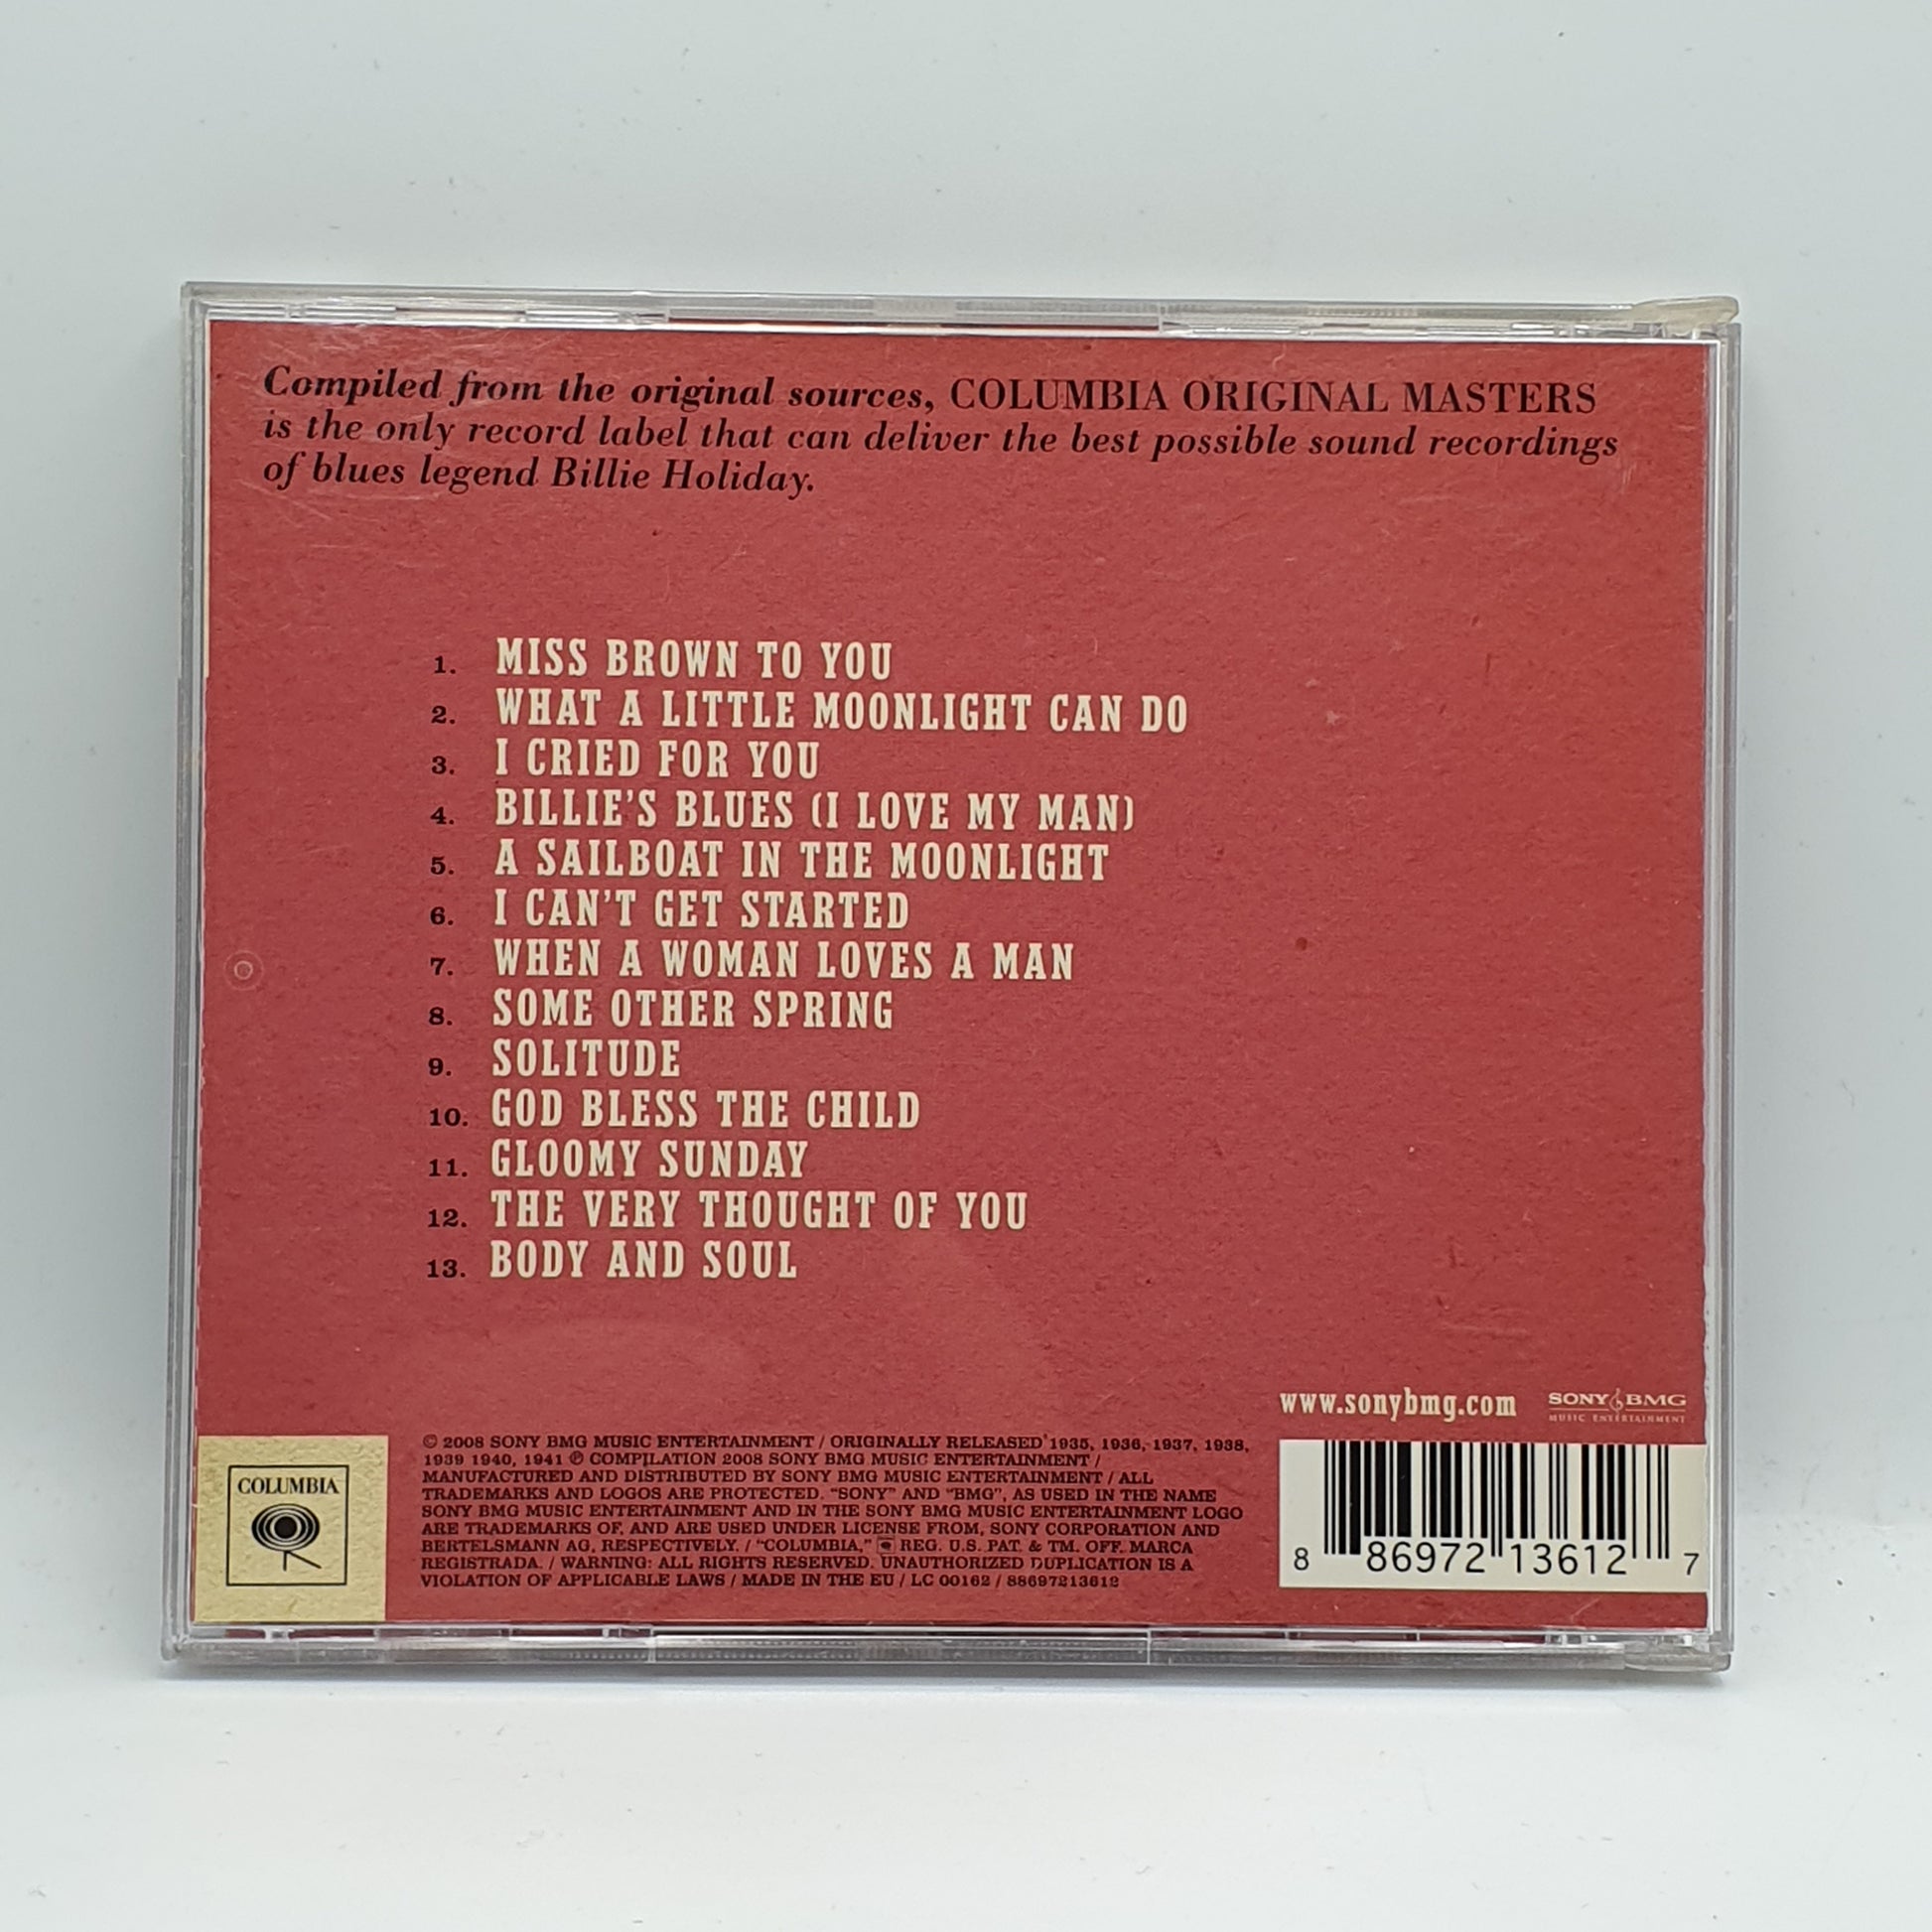 Compiled from the original sources, COLUMBIA ORIGINAL MASTERS
is the only record label that can deliver the best possible sound recordings
of blues legend Billie Holiday.
1. MISS BROWN TO YOU
2. WHAT A LITTLE MOONLIGHT CAN DO
3. I CRIED FOR YOU
4. BILLIE'S BLUES (I LOVE MY MAN)
5. A SAILBOAT IN THE MOONLIGHT
6. I CAN'T GET STARTED
7. WHEN A WOMAN LOVES A MAN
8. SOME OTHER SPRING
9. SOLITUDE
10. GOD BLESS THE CHILD
11. GLOOMY SUNDAY
12. THE VERY THOUGHT OF YOU
13. BODY AND SOUL
www.sonybmg.com
SONY BMG
MUSIC ENTERTAINMENT
COLUMBIA
© 2008 SONY BMG MUSIC ENTERTAINMENT / ORIGINALLY RELEASED 1935, 1936, 1937, 1938,
1939 1940, 1941 ℗ COMPILATION 2008 SONY BMG MUSIC ENTERTAINMENT /
MANUFACTURED AND DISTRIBUTED BY SONY BMG MUSIC ENTERTAINMENT / ALL
TRADEMARKS AND LOGOS ARE PROTECTED. "SONY" AND "BMG", AS USED IN THE NAME
SONY BMG MUSIC ENTERTAINMENT AND IN THE SONY BMG MUSIC ENTERTAINMENT LOGO
ARE TRADEMARKS OF, AND ARE USED UNDER LICENSE FROM, SONY CORPORATION AND
BERTELSMANN AG, RESPECTIVELY. / "COLUMBIA," REG. U.S. PAT. & TM. OFF. MARCA
REGISTRADA. / WARNING: ALL RIGHTS RESERVED. UNAUTHORIZED DUPLICATION IS A
VIOLATION OF APPLICABLE LAWS / MADE IN THE EU / LC 00162 / 88697213612
8 86972 13612 7